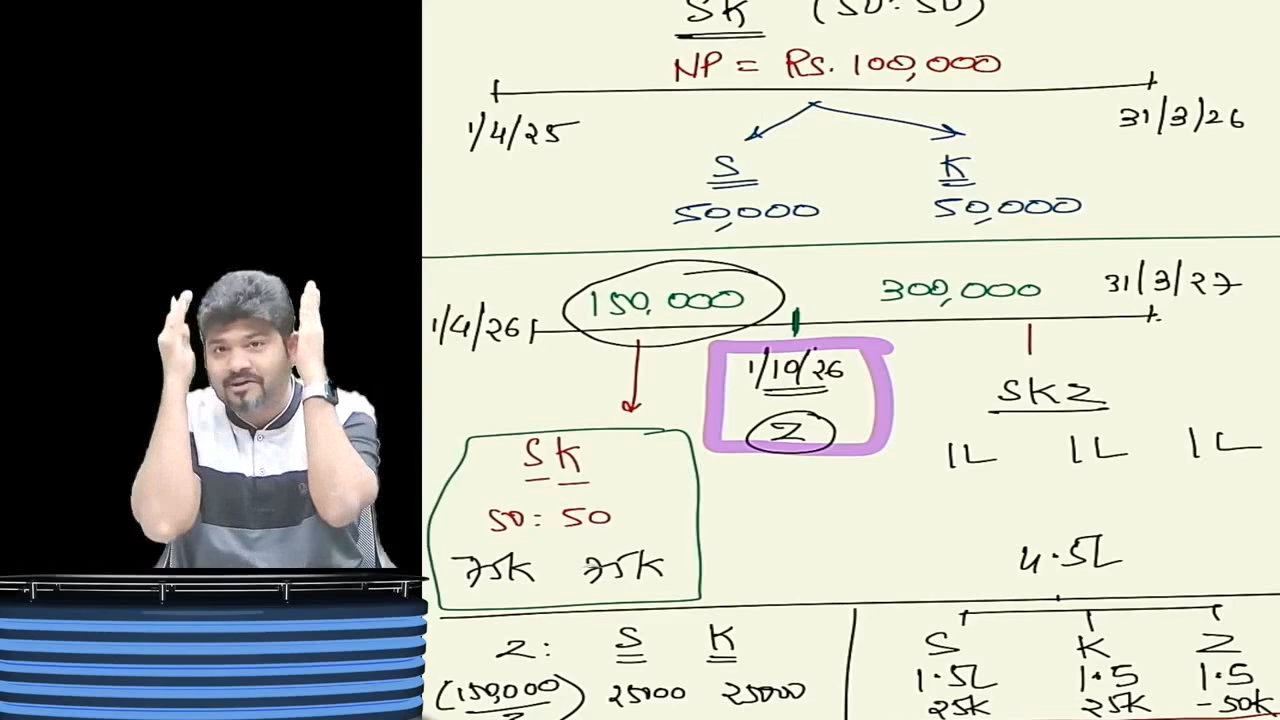 SK (50:50)
NP = Rs. 100,000
1/4/25 31/3/26
S K
50,000 50,000
1/4/26 150,000 300,000 31/3/27
1/10/26
Z
SKZ
1L 1L 1L
SK
50:50
75K 75K
4.5L
Z: S K
(150,000) 25000 25000
S K Z
1.5L 1.5 1.5
25K 25K -50K